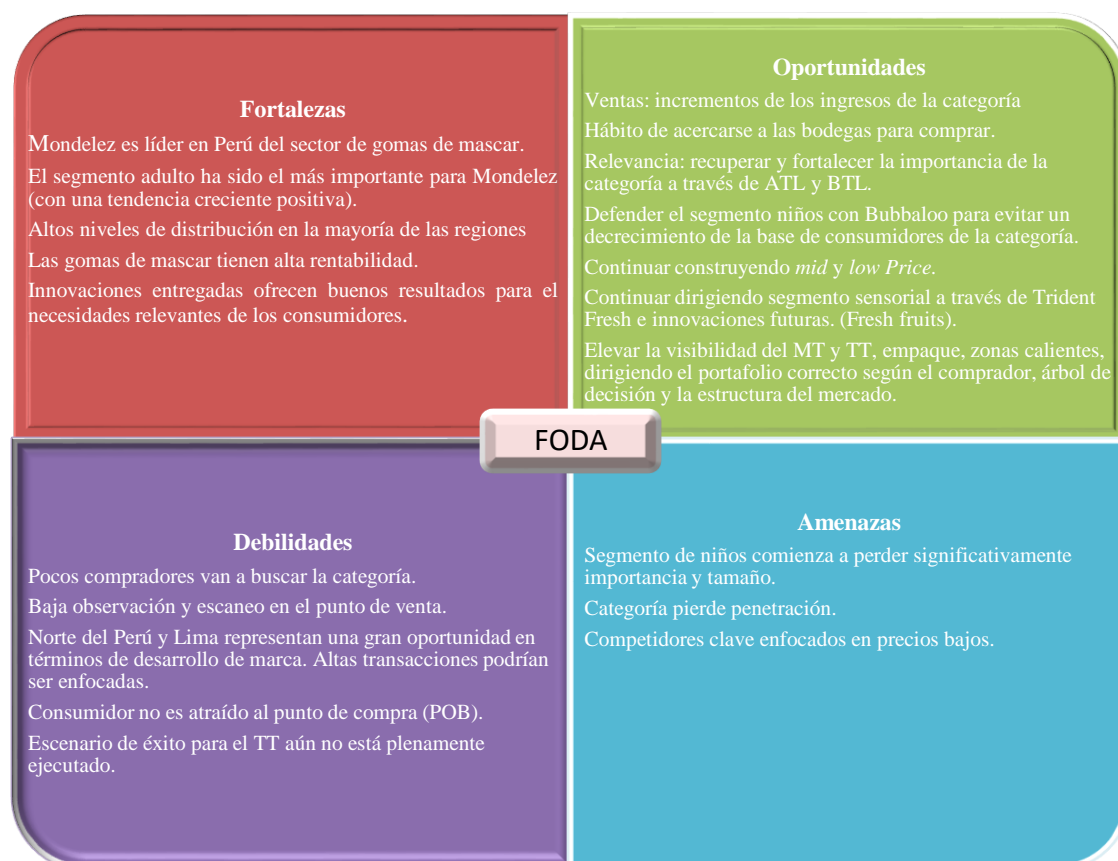 Fortalezas
Mondelez es líder en Perú del sector de gomas de mascar.
El segmento adulto ha sido el más importante para Mondelez
(con una tendencia creciente positiva).
Altos niveles de distribución en la mayoría de las regiones
Las gomas de mascar tienen alta rentabilidad.
Innovaciones entregadas ofrecen buenos resultados para el
necesidades relevantes de los consumidores.
Oportunidades
Ventas: incrementos de los ingresos de la categoría
Hábito de acercarse a las bodegas para comprar.
Relevancia: recuperar y fortalecer la importancia de la
categoría a través de ATL y BTL.
Defender el segmento niños con Bubbaloo para evitar un
decrecimiento de la base de consumidores de la categoría.
Continuar construyendo mid y low Price.
Continuar dirigiendo segmento sensorial a través de Trident
Fresh e innovaciones futuras. (Fresh fruits).
Elevar la visibilidad del MT y TT, empaque, zonas calientes,
dirigiendo el portafolio correcto según el comprador, árbol de
decisión y la estructura del mercado.
FODA
Debilidades
Pocos compradores van a buscar la categoría.
Baja observación y escaneo en el punto de venta.
Norte del Perú y Lima representan una gran oportunidad en
términos de desarrollo de marca. Altas transacciones podrían
ser enfocadas.
Consumidor no es atraído al punto de compra (POB).
Escenario de éxito para el TT aún no está plenamente
ejecutado.
Amenazas
Segmento de niños comienza a perder significativamente
importancia y tamaño.
Categoría pierde penetración.
Competidores clave enfocados en precios bajos.